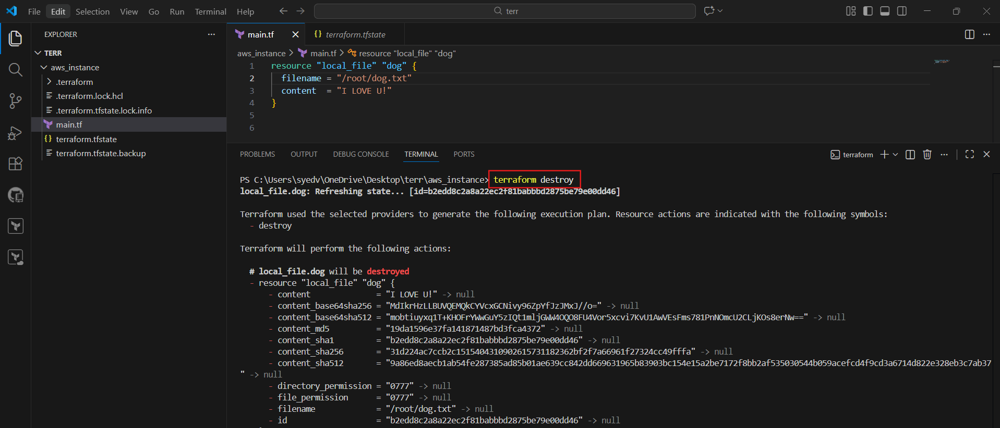 File Edit Selection View Go Run Terminal Help
terr
EXPLORER
TERR
aws_instance
.terraform
.terraform.lock.hcl
.terraform.tfstate.lock.info
main.tf
terraform.tfstate
terraform.tfstate.backup
main.tf
terraform.tfstate
aws_instance > main.tf > resource "local_file" "dog"
1 resource "local_file" "dog" {
2 filename = "/root/dog.txt"
3 content = "I LOVE U!"
4 }
5
6
PROBLEMS OUTPUT DEBUG CONSOLE TERMINAL PORTS
terraform
PS C:\Users\syedv\OneDrive\Desktop\terr\aws_instance> terraform destroy
local_file.dog: Refreshing state... [id=b2edd8c2a8a22ec2f81babbbd2875be79e00dd46]
Terraform used the selected providers to generate the following execution plan. Resource actions are indicated with the following symbols:
- destroy
Terraform will perform the following actions:
# local_file.dog will be destroyed
- resource "local_file" "dog" {
- content = "I LOVE U!" -> null
- content_base64sha256 = "MdIkrHzLLBUVQEMQkCYVcxGCNivy96ZpYfJzJMxJ//o=" -> null
- content_base64sha512 = "mobtiuyxq1T+KHOFrYWwGuY5zIQt1mljGWW4OQO8FU4Vor5xcvi7KvU1AwVEsFms781PnNOmcU2CLjKOs8erNw==" -> null
- content_md5 = "19da1596e37fa141871487bd3fca4372" -> null
- content_sha1 = "b2edd8c2a8a22ec2f81babbbd2875be79e00dd46" -> null
- content_sha256 = "31d224ac7ccb2c1515404310902615731182362bf2f7a66961f27324cc49fffa" -> null
- content_sha512 = "9a86ed8aecb1ab54fe287385ad85b01ae639cc842dd669631965b83903bc154e15a2be7172f8bb2af535030544b059acefcd4f9cd3a6714d822e328eb3c7ab37
" -> null
- directory_permission = "0777" -> null
- file_permission = "0777" -> null
- filename = "/root/dog.txt" -> null
- id = "b2edd8c2a8a22ec2f81babbbd2875be79e00dd46" -> null